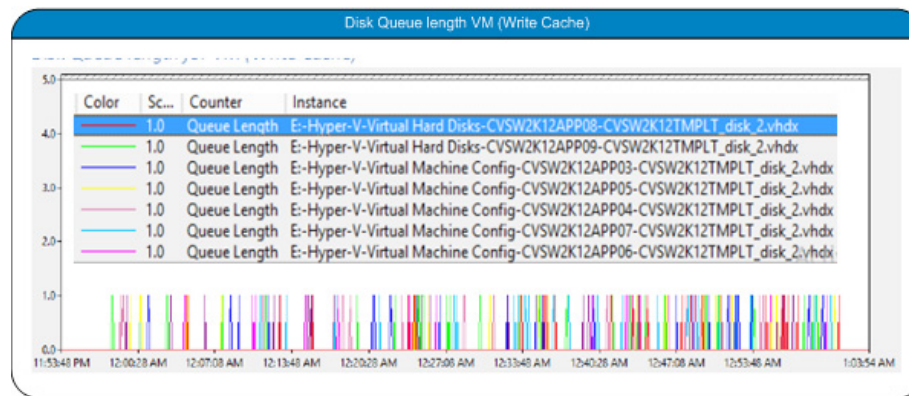 Disk Queue length VM (Write Cache)
5.0
Color Sc... Counter Instance
1.0 Queue Length E:-Hyper-V-Virtual Hard Disks-CVSW2K12APP08-CVSW2K12TMPLT_disk_2.vhdx
4.0
1.0 Queue Length E:-Hyper-V-Virtual Hard Disks-CVSW2K12APP09-CVSW2K12TMPLT_disk_2.vhdx
1.0 Queue Length E:-Hyper-V-Virtual Machine Config-CVSW2K12APP03-CVSW2K12TMPLT_disk_2.vhdx
3.0
1.0 Queue Length E:-Hyper-V-Virtual Machine Config-CVSW2K12APP05-CVSW2K12TMPLT_disk_2.vhdx
1.0 Queue Length E:-Hyper-V-Virtual Machine Config-CVSW2K12APP04-CVSW2K12TMPLT_disk_2.vhdx
1.0 Queue Length E:-Hyper-V-Virtual Machine Config-CVSW2K12APP07-CVSW2K12TMPLT_disk_2.vhdx
2.0
1.0 Queue Length E:-Hyper-V-Virtual Machine Config-CVSW2K12APP06-CVSW2K12TMPLT_disk_2.vhdx
1.0
0.0
11:53:48 PM 12:00:28 AM 12:07:08 AM 12:13:48 AM 12:20:28 AM 12:27:08 AM 12:33:48 AM 12:40:28 AM 12:47:08 AM 12:53:48 AM 1:03:54 AM